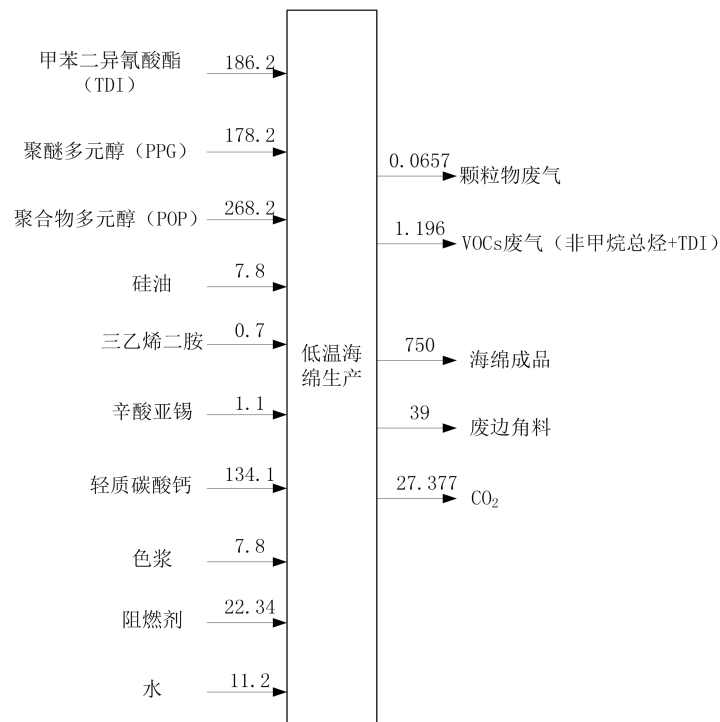 甲苯二异氰酸酯
（TDI）
186.2
聚醚多元醇（PPG）
178.2
聚合物多元醇（POP）
268.2
硅油
7.8
三乙烯二胺
0.7
辛酸亚锡
1.1
轻质碳酸钙
134.1
色浆
7.8
阻燃剂
22.34
水
11.2
低温海
绵生产
0.0657
颗粒物废气
1.196
VOCs废气（非甲烷总烃+TDI）
750
海绵成品
39
废边角料
27.377
CO₂